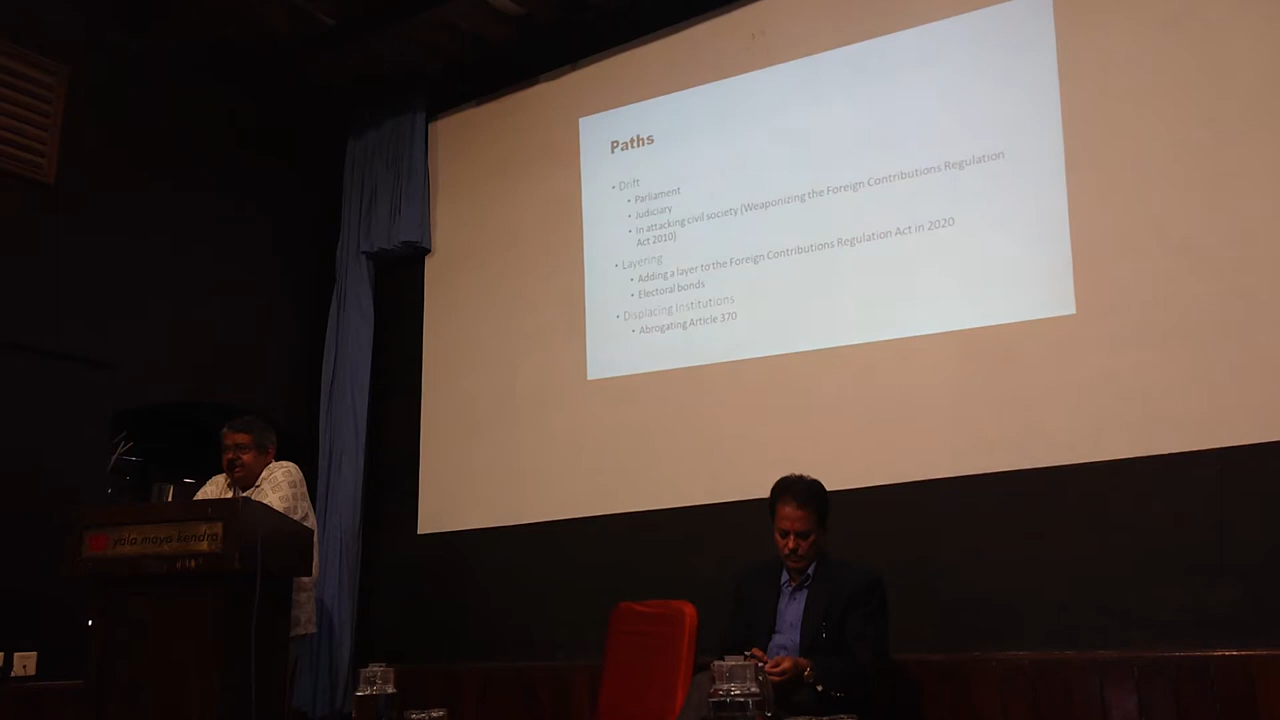 Paths
• Drift
• Parliament
• Judiciary
• In attacking civil society (Weaponizing the Foreign Contributions Regulation
Act 2010)
• Layering
• Adding a layer to the Foreign Contributions Regulation Act in 2020
• Electoral bonds
• Displacing Institutions
• Abrogating Article 370
yala maya kendra